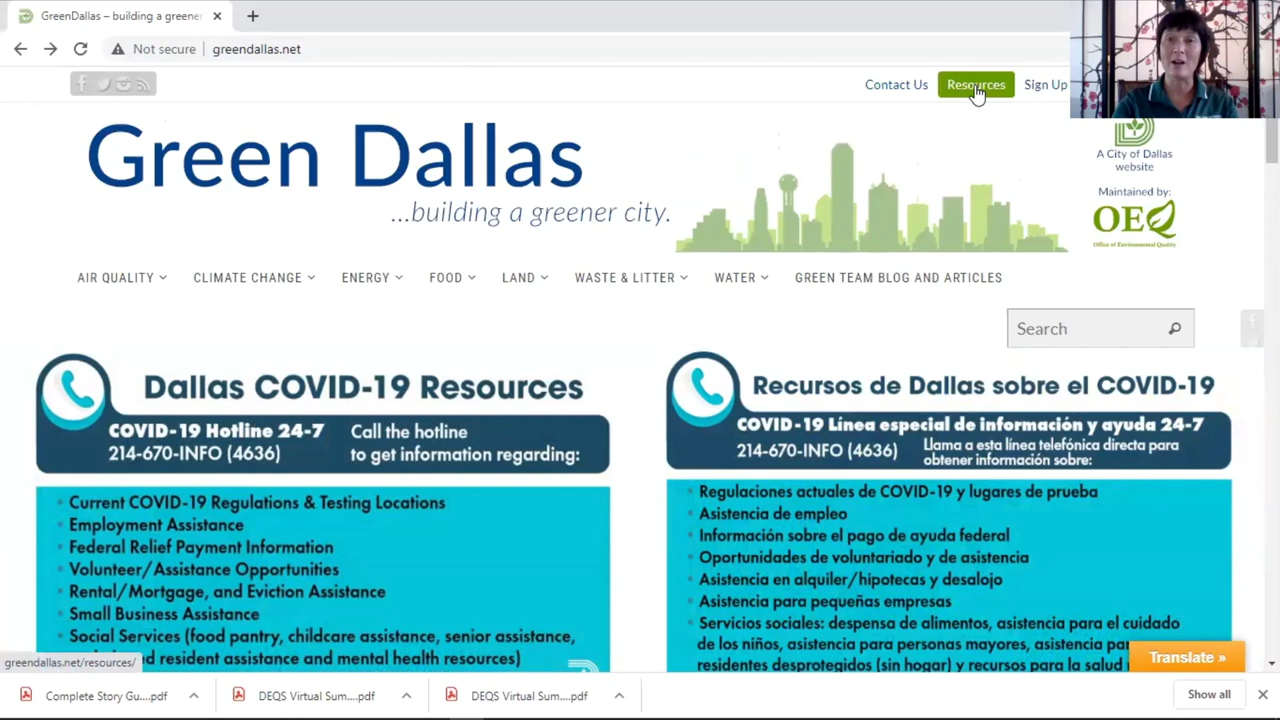 GreenDallas – building a greener
Not secure
greendallas.net
Contact Us
Resources
Sign Up
Green Dallas
...building a greener city.
A City of Dallas
website
Maintained by:
OEQ
Office of Environmental Quality
AIR QUALITY
CLIMATE CHANGE
ENERGY
FOOD
LAND
WASTE & LITTER
WATER
GREEN TEAM BLOG AND ARTICLES
Search
Dallas COVID-19 Resources
COVID-19 Hotline 24-7
214-670-INFO (4636)
Call the hotline
to get information regarding:
Current COVID-19 Regulations & Testing Locations
Employment Assistance
Federal Relief Payment Information
Volunteer/Assistance Opportunities
Rental/Mortgage, and Eviction Assistance
Small Business Assistance
Social Services (food pantry, childcare assistance, senior assistance,
resident assistance and mental health resources)
Recursos de Dallas sobre el COVID-19
COVID-19 Línea especial de información y ayuda 24-7
214-670-INFO (4636)
Llama a esta línea telefónica directa para
obtener información sobre:
Regulaciones actuales de COVID-19 y lugares de prueba
Asistencia de empleo
Información sobre el pago de ayuda federal
Oportunidades de voluntariado y de asistencia
Asistencia en alquiler/hipotecas y desalojo
Asistencia para pequeñas empresas
Servicios sociales: despensa de alimentos, asistencia para el cuidado
de los niños, asistencia para personas mayores, asistencia
residentes desprotegidos (sin hogar) y recursos para la salud
Translate »
greendallas.net/resources/
Complete Story Gu....pdf
DEQS Virtual Sum....pdf
DEQS Virtual Sum....pdf
Show all